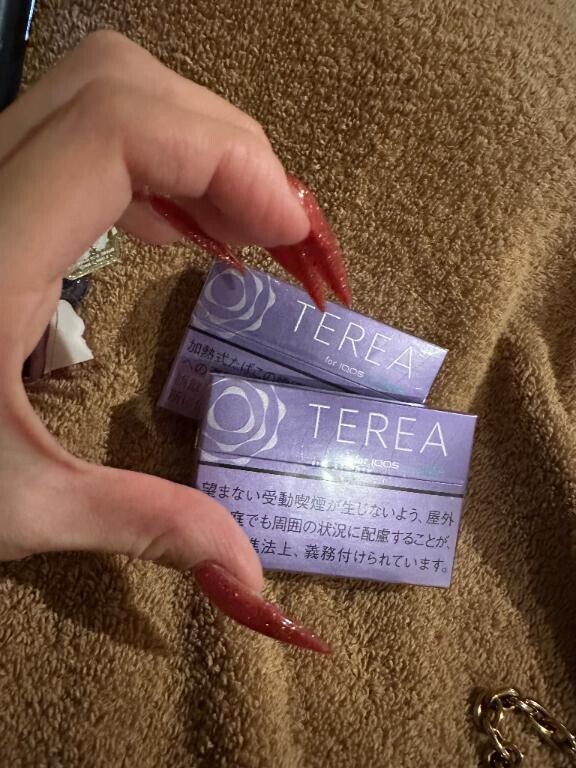 TEREA
for IQOS
加熱式たばこの
への
TEREA
for IQOS
望まない受動喫煙が生じないよう、屋外
庭でも周囲の状況に配慮することが、
進法上、義務付けられています。